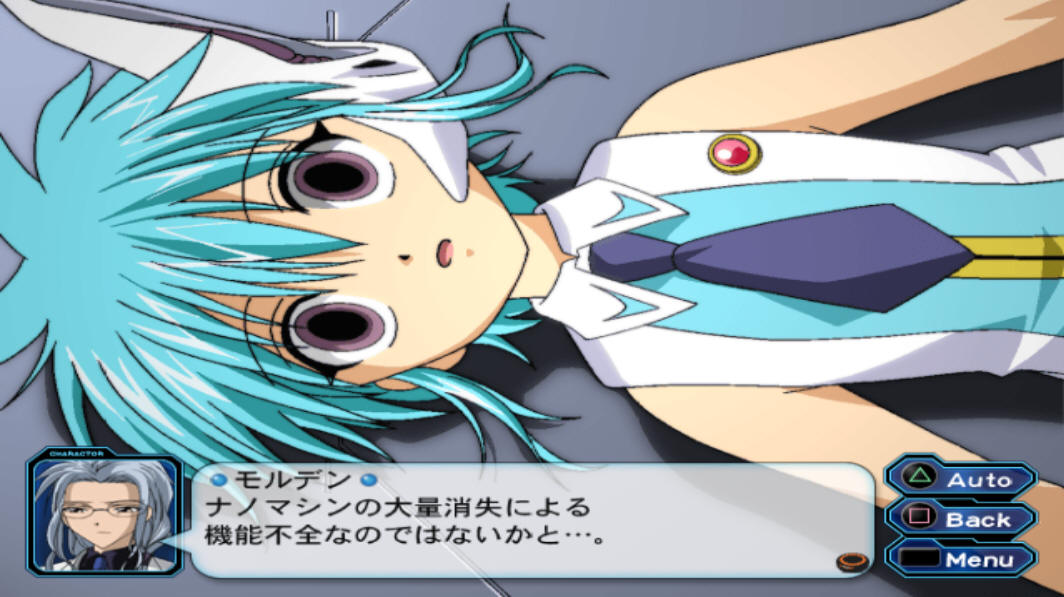 CHARACTOR
モルデン
ナノマシンの大量消失による
機能不全なのではないかと…。
Auto
Back
Menu